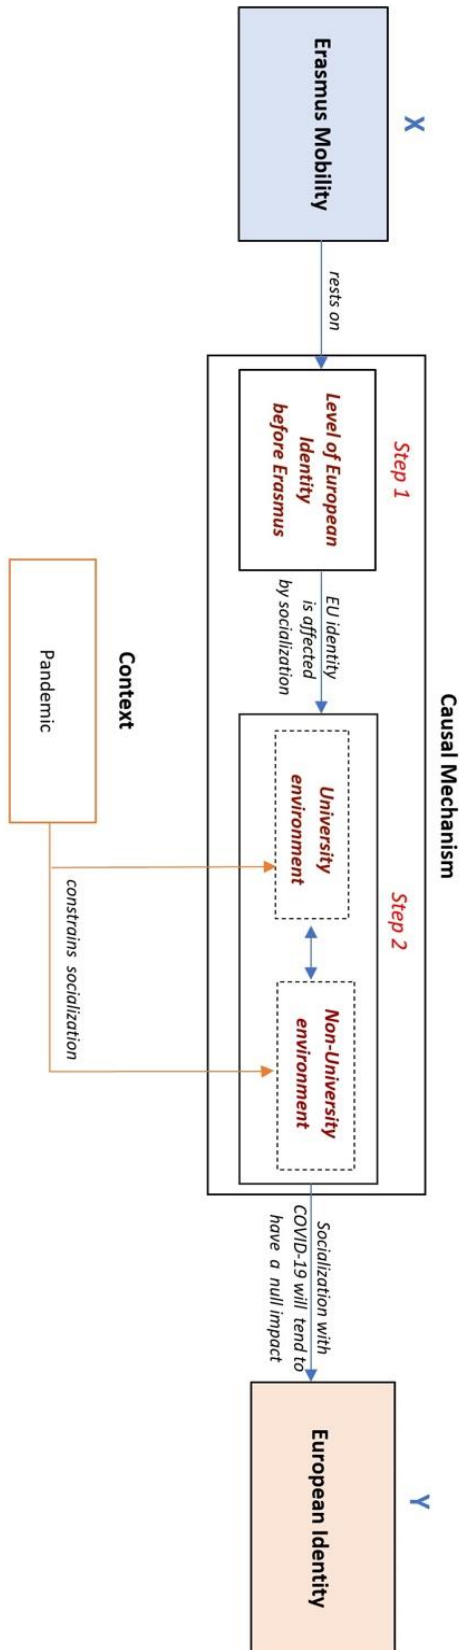 X
Erasmus Mobility
rests on
Causal Mechanism
Step 1
Level of European
Identity
before Erasmus
EU identity
is affected
by socialization
Step 2
University
environment
Non-University
environment
Context
Pandemic
constrains socialization
Socialization with
COVID-19 will tend to
have a null impact
Y
European Identity